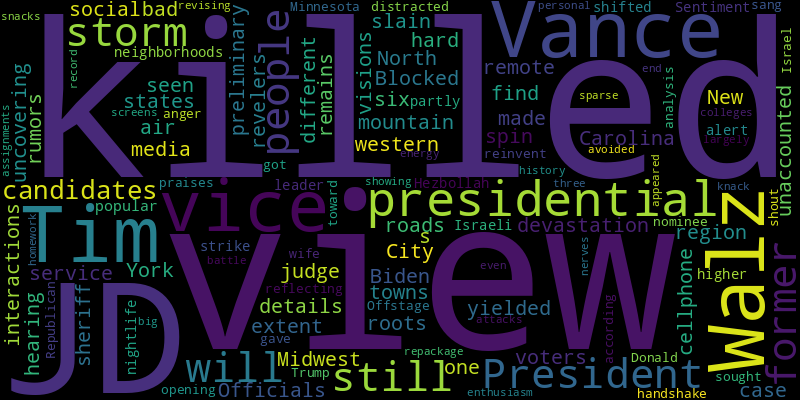 snacks
socialbad
revising
Minnesota
distracted
personal
shifted
Sentiment
sang
storm
killed
Vance
people
slain
visions
hard
neighborhoods
record
uncovering
rumors
assignments
seen
states
screens
anger
air
media
preliminary
revelers
different
remains
North
Blocked
six
partly
mountain
western
energy
got
remote
find
made
spin
reinvent
end
sparse
Carolina
avoided
analysis
New
colleges
alert
largely
Israel
unaccounted
candidates
praises
leader
toward
showing
Hezbollah
history
three
appeared
knack
shout
presidential
vice
view
Tim
popular
homework
interactions
York
service
JD
Republican
hearing
sheriff
nightlife
big
strike
battle
wife
judge
reflecting
details
extent
gave
roads
s
City
Israeli
devastation
nominee
region
Biden
towns
Offstage
roots
even
nerves
yielded
attacks
according
cellphone
higher
Walz
former
will
opening
Officials
Midwest
Trump
still
repackage
one
President
enthusiasm
voters
Donald
sought
handshake
case